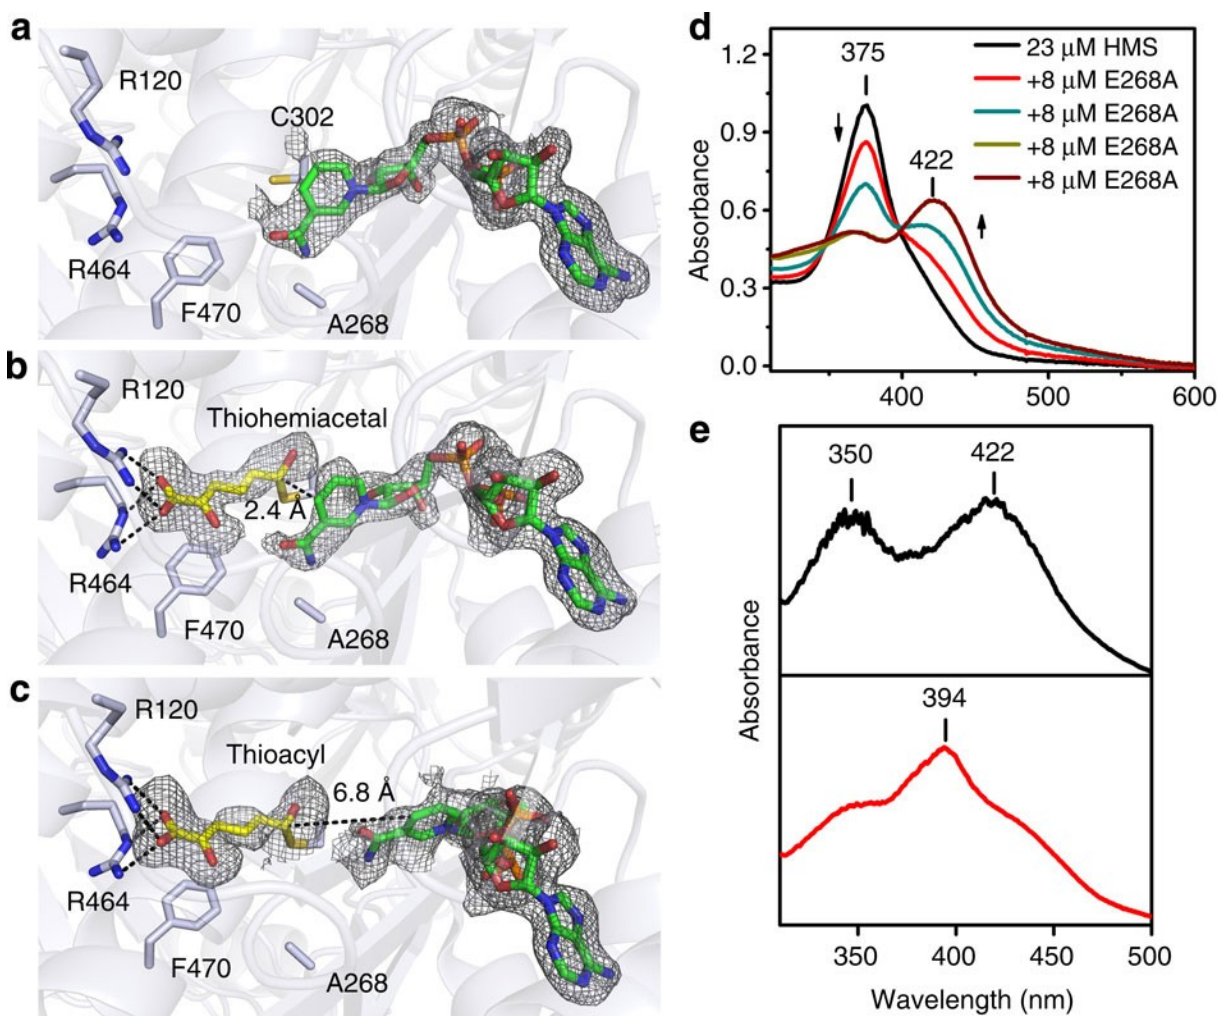 a
R120
C302
R464
F470
A268
b
R120
Thiohemiacetal
2.4 Å
R464
F470
A268
c
R120
Thioacyl
6.8 Å
R464
F470
A268
d
1.2
0.9
0.6
0.3
0.0
Absorbance
375
422
23 μM HMS
+8 μM E268A
+8 μM E268A
+8 μM E268A
+8 μM E268A
400 500 600
e
350 422
394
Absorbance
350 400 450 500
Wavelength (nm)